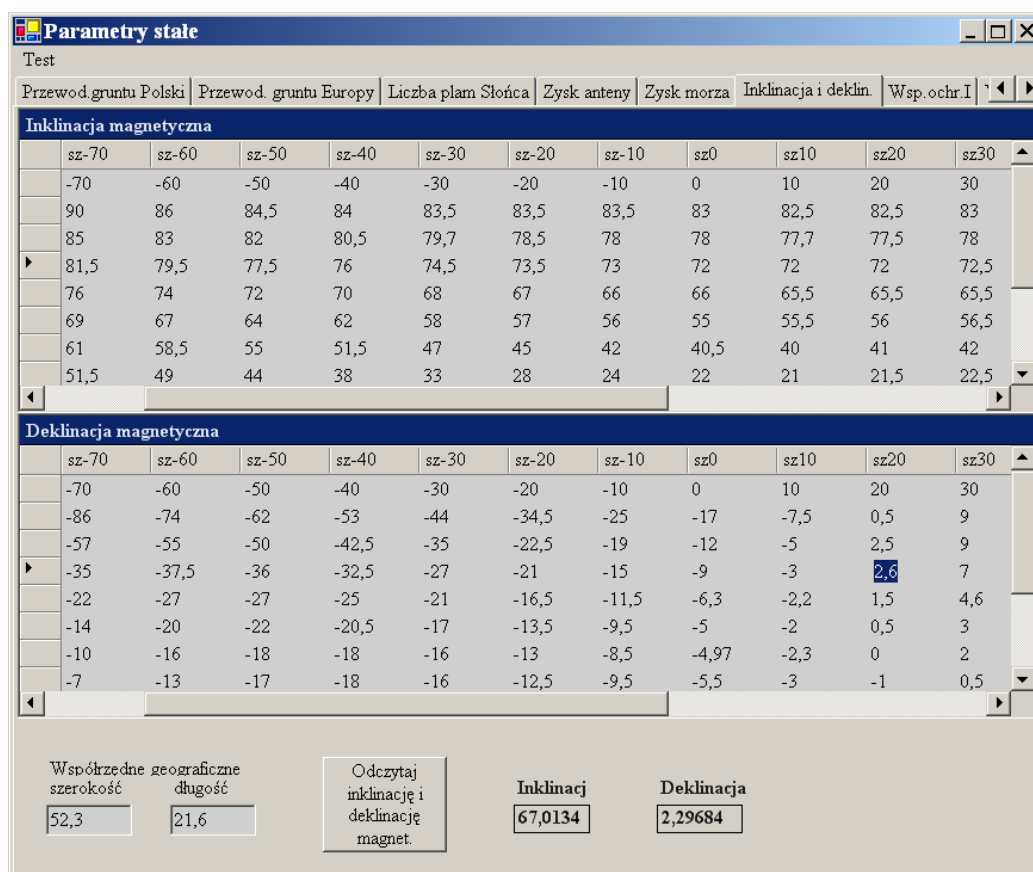 Parametry stałe
Test
Przewod.gruntu Polski Przewod. gruntu Europy Liczba plam Słońca Zysk anteny Zysk morza Inklinacja i deklin. Wsp.ochr.I
Inklinacja magnetyczna
sz-70 sz-60 sz-50 sz-40 sz-30 sz-20 sz-10 sz0 sz10 sz20 sz30
-70 -60 -50 -40 -30 -20 -10 0 10 20 30
90 86 84,5 84 83,5 83,5 83,5 83 82,5 82,5 83
85 83 82 80,5 79,7 78,5 78 78 77,7 77,5 78
81,5 79,5 77,5 76 74,5 73,5 73 72 72 72 72,5
76 74 72 70 68 67 66 66 65,5 65,5 65,5
69 67 64 62 58 57 56 55 55,5 56 56,5
61 58,5 55 51,5 47 45 42 40,5 40 41 42
51,5 49 44 38 33 28 24 22 21 21,5 22,5
Deklinacja magnetyczna
sz-70 sz-60 sz-50 sz-40 sz-30 sz-20 sz-10 sz0 sz10 sz20 sz30
-70 -60 -50 -40 -30 -20 -10 0 10 20 30
-86 -74 -62 -53 -44 -34,5 -25 -17 -7,5 0,5 9
-57 -55 -50 -42,5 -35 -22,5 -19 -12 -5 2,5 9
-35 -37,5 -36 -32,5 -27 -21 -15 -9 -3 2,6 7
-22 -27 -27 -25 -21 -16,5 -11,5 -6,3 -2,2 1,5 4,6
-14 -20 -22 -20,5 -17 -13,5 -9,5 -5 -2 0,5 3
-10 -16 -18 -18 -16 -13 -8,5 -4,97 -2,3 0 2
-7 -13 -17 -18 -16 -12,5 -9,5 -5,5 -3 -1 0,5
Współrzędne geograficzne
szerokość długość
52,3 21,6
Odczytaj
inklinację i
deklinację
magnet.
Inklinacj Deklinacja
67,0134 2,29684